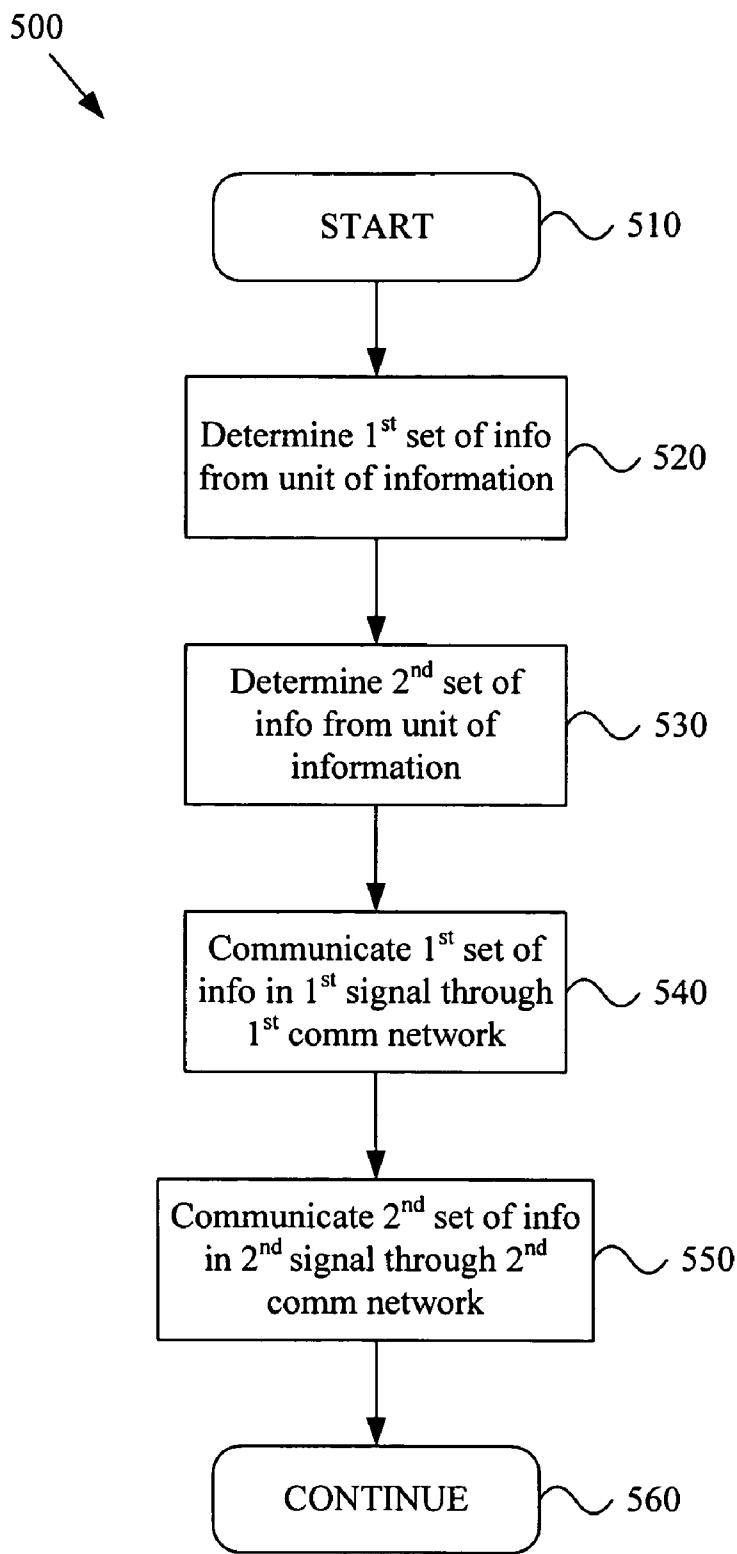 500
START
510
Determine 1st set of info
from unit of information
520
Determine 2nd set of
info from unit of
information
530
Communicate 1st set of
info in 1st signal through
1st comm network
540
Communicate 2nd set of info
in 2nd signal through 2nd
comm network
550
CONTINUE
560